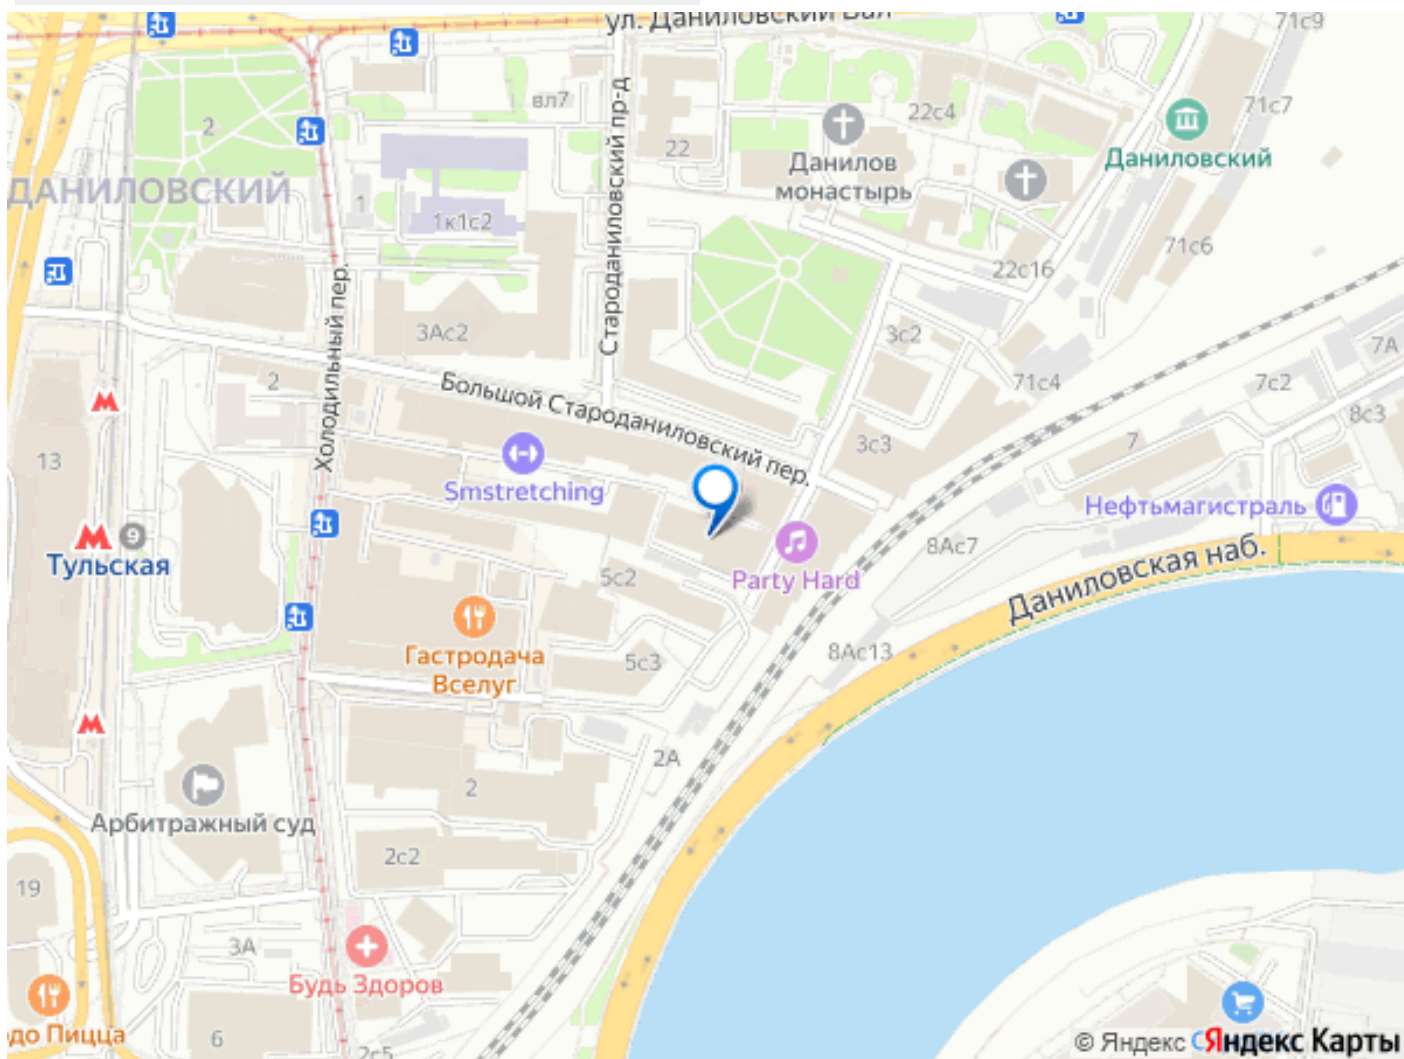 ул. Даниловский Вал
71с9
вл7
71с7
22с4
2
22
Данилов
монастырь
Даниловский
ДАНИЛОВСКИЙ
1
1к1с2
Староданиловский пр-д
71с6
22с16
Холодильный пер.
3Ас2
3с2
7А
2
Большой Староданиловский пер.
71с4
7с2
8с3
13
3с3
7
Smstretching
Нефтьмагистраль
9
Тульская
8Ас7
Party Hard
5с2
Даниловская наб.
Гастродача
Вселуг
5с3
8Ас13
2А
2
Арбитражный суд
2с2
19
3А
Будь Здоров
до Пицца
6
2с5
© Яндекс
Яндекс Карты